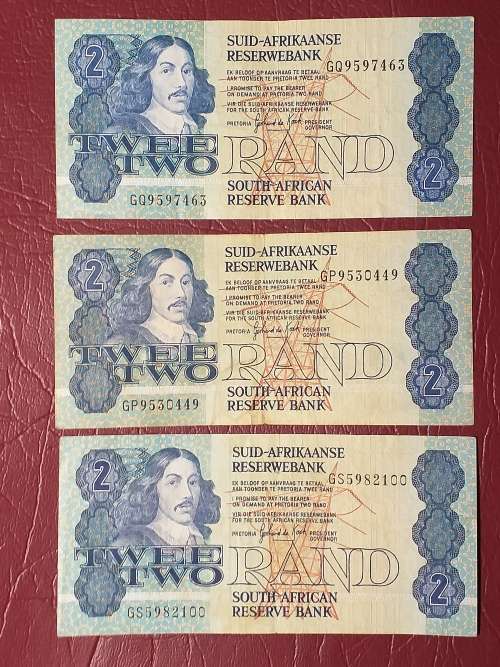 2
SUID-AFRIKAANSE
RESERWEBANK
GQ9597463
EK BELOOF OP AANVRAAG TE BETAAL
AAN TOONDER TE PRETORIA TWEE RAND
I PROMISE TO PAY THE BEARER
ON DEMAND AT PRETORIA TWO RAND
VIR DIE SUID-AFRIKAANSE RESERWEBANK
FOR THE SOUTH AFRICAN RESERVE BANK
PRETORIA PRESIDENT
GOVERNOR
TWEE
TWO
RAND
2
GQ9597463
SOUTH AFRICAN
RESERVE BANK
2
SUID-AFRIKAANSE
RESERWEBANK
GP9530449
EK BELOOF OP AANVRAAG TE BETAAL
AAN TOONDER TE PRETORIA TWEE RAND
I PROMISE TO PAY THE BEARER
ON DEMAND AT PRETORIA TWO RAND
VIR DIE SUID-AFRIKAANSE RESERWEBANK
FOR THE SOUTH AFRICAN RESERVE BANK
PRETORIA PRESIDENT
GOVERNOR
TWEE
TWO
RAND
2
GP9530449
SOUTH AFRICAN
RESERVE BANK
2
SUID-AFRIKAANSE
RESERWEBANK
GS5982100
EK BELOOF OP AANVRAAG TE BETAAL
AAN TOONDER TE PRETORIA TWEE RAND
I PROMISE TO PAY THE BEARER
ON DEMAND AT PRETORIA TWO RAND
VIR DIE SUID-AFRIKAANSE RESERWEBANK
FOR THE SOUTH AFRICAN RESERVE BANK
PRETORIA PRESIDENT
GOVERNOR
TWEE
TWO
RAND
2
GS5982100
SOUTH AFRICAN
RESERVE BANK